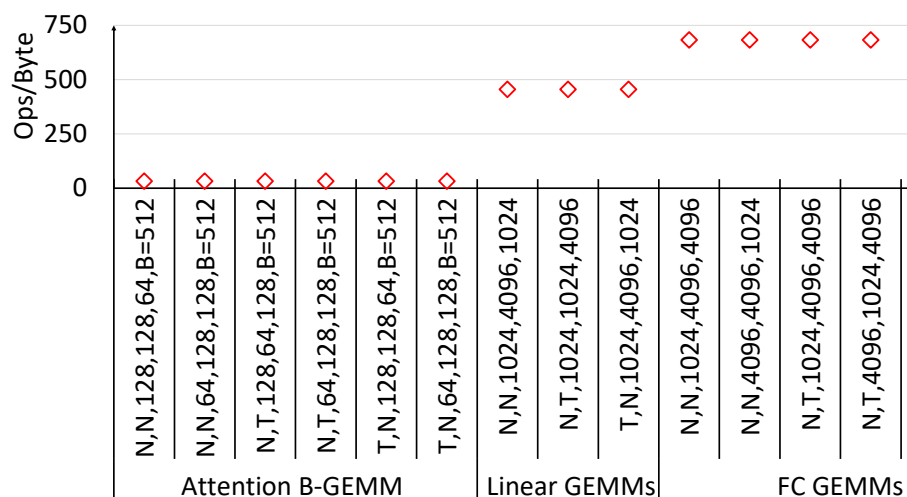 Ops/Byte
750
500
250
0
N,N,128,128,64,B=512
N,N,64,128,128,B=512
N,T,128,64,128,B=512
N,T,64,128,128,B=512
T,N,128,128,64,B=512
T,N,64,128,128,B=512
N,N,1024,4096,1024
N,T,1024,1024,4096
T,N,1024,4096,1024
N,N,1024,4096,4096
N,N,4096,4096,1024
N,T,1024,4096,4096
N,T,4096,1024,4096
Attention B-GEMM
Linear GEMMs
FC GEMMs